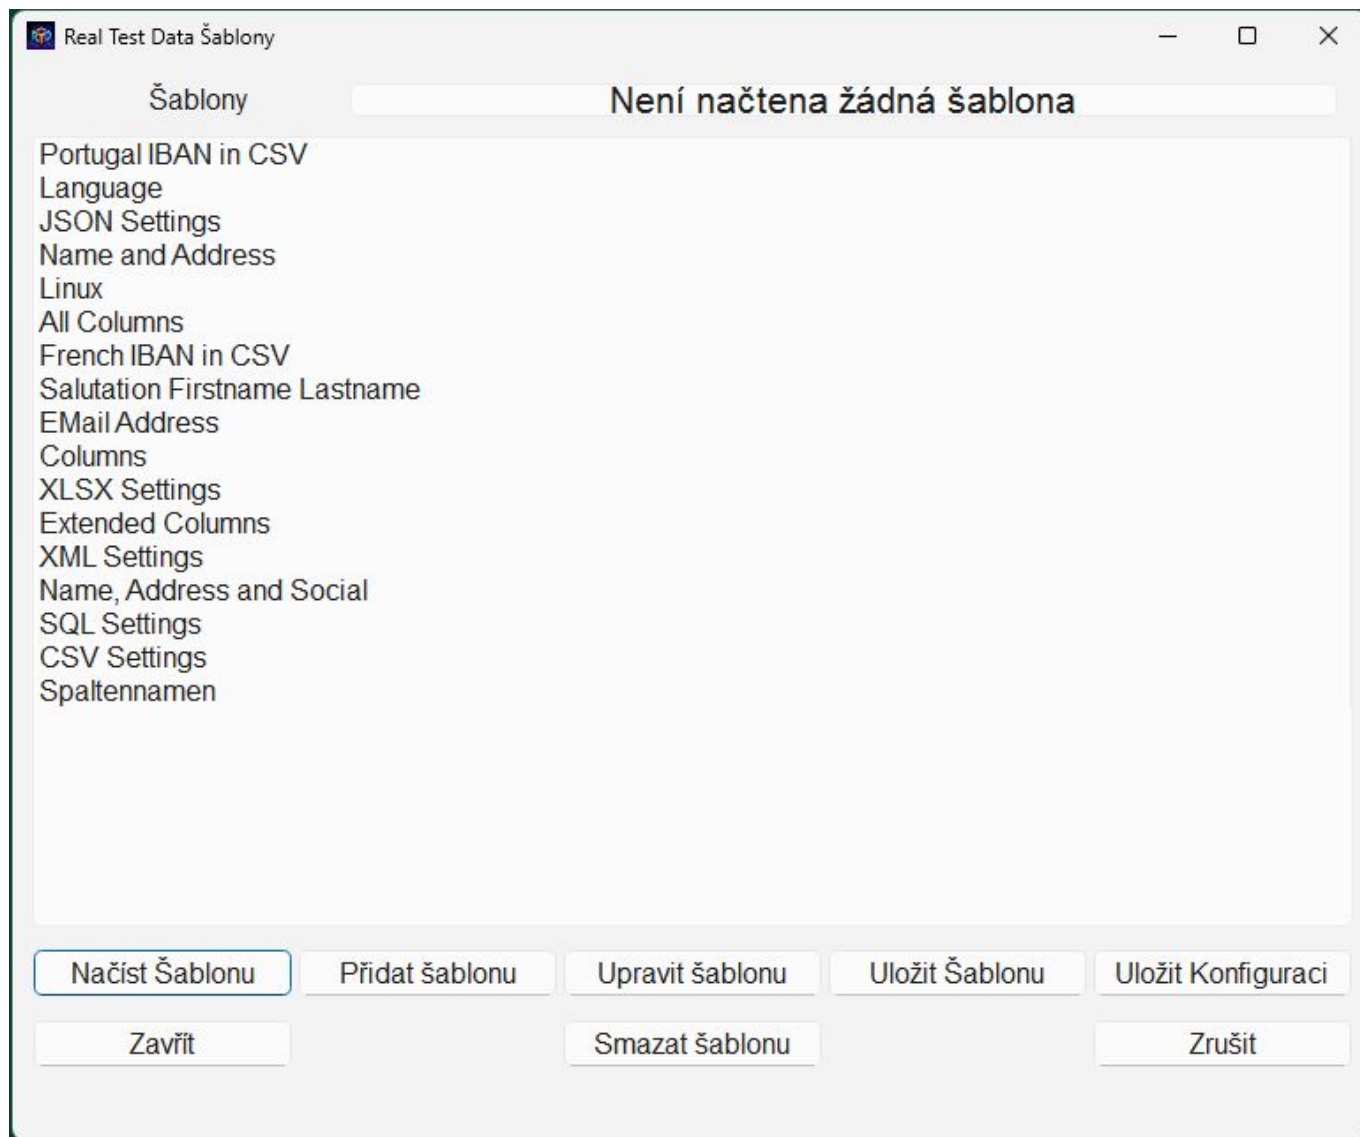 Real Test Data Šablony
Šablony
Není načtena žádná šablona
Portugal IBAN in CSV
Language
JSON Settings
Name and Address
Linux
All Columns
French IBAN in CSV
Salutation Firstname Lastname
EMail Address
Columns
XLSX Settings
Extended Columns
XML Settings
Name, Address and Social
SQL Settings
CSV Settings
Spaltennamen
Načíst Šablonu
Přidat šablonu
Upravit šablonu
Uložit Šablonu
Uložit Konfiguraci
Zavřít
Smazat šablonu
Zrušit